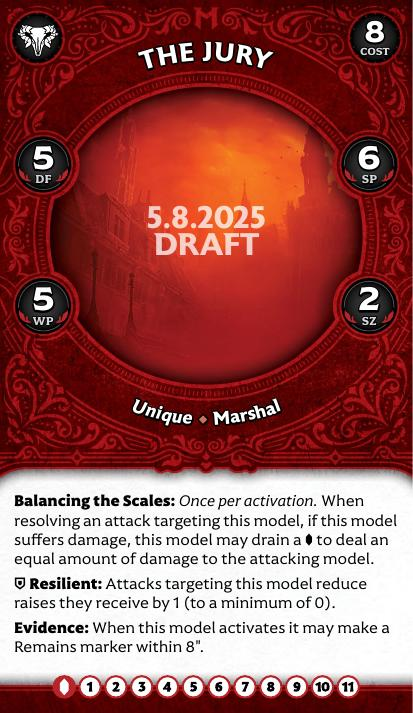 8
COST
THE JURY
5
DF
6
SP
5.8.2025
DRAFT
5
WP
2
SZ
Unique ◆ Marshal
Balancing the Scales: Once per activation. When
resolving an attack targeting this model, if this model
suffers damage, this model may drain a to deal an
equal amount of damage to the attacking model.
Resilient: Attacks targeting this model reduce
raises they receive by 1 (to a minimum of 0).
Evidence: When this model activates it may make a
Remains marker within 8".
1 2 3 4 5 6 7 8 9 10 11